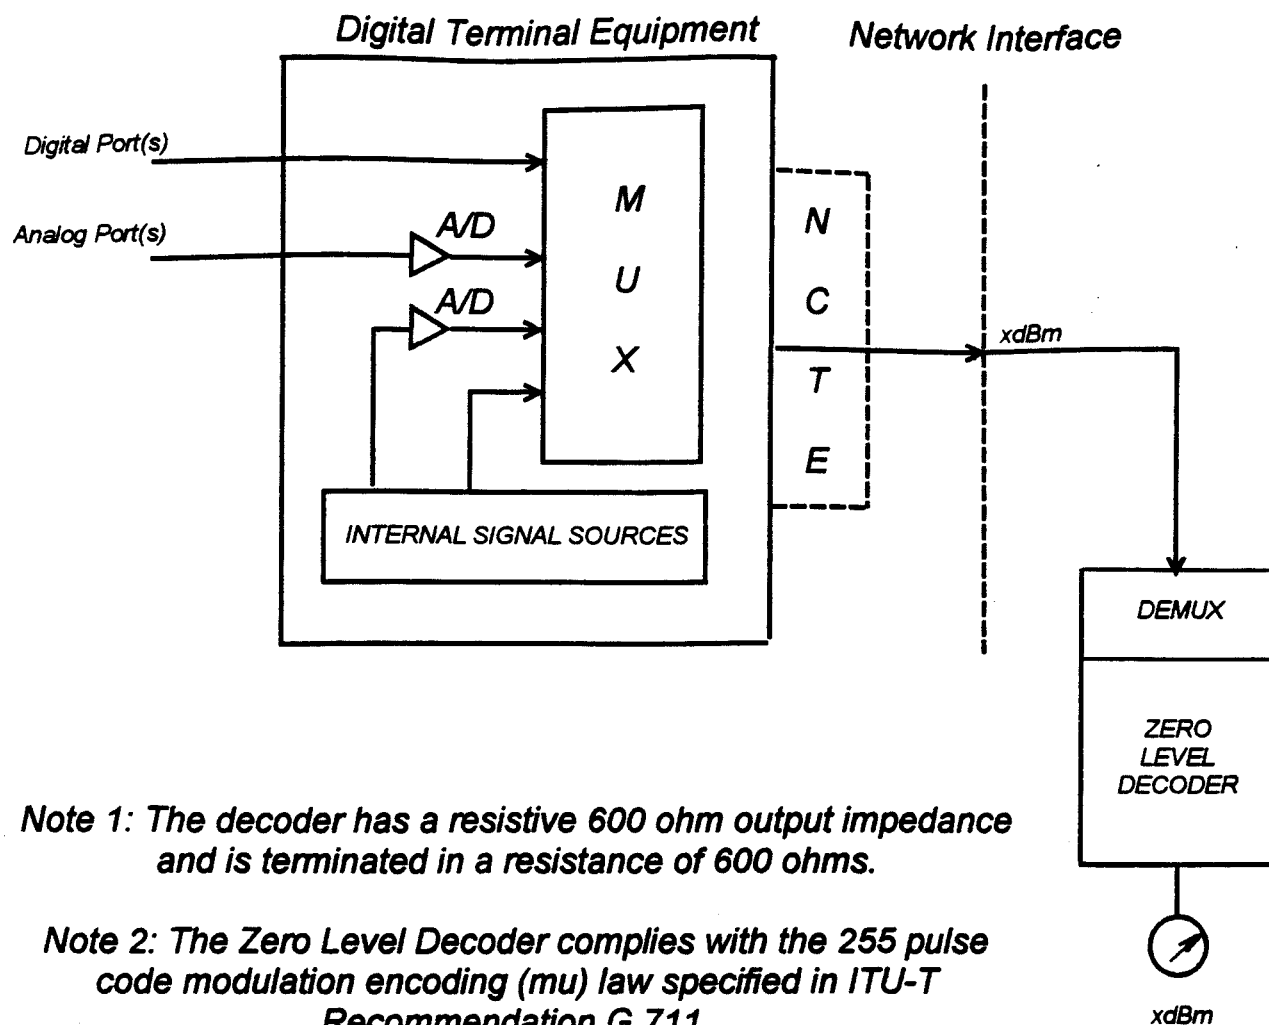 Digital Terminal Equipment
Network Interface
Digital Port(s)
Analog Port(s)
A/D
A/D
M
U
X
N
C
T
E
xdBm
INTERNAL SIGNAL SOURCES
DEMUX
ZERO
LEVEL
DECODER
Note 1: The decoder has a resistive 600 ohm output impedance
and is terminated in a resistance of 600 ohms.
Note 2: The Zero Level Decoder complies with the 255 pulse
code modulation encoding (mu) law specified in ITU-T
Recommendation G.711
xdBm